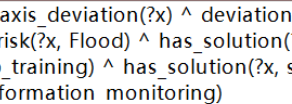 axis_deviation(?x) ^ deviation
risk(?x, Flood) ^ has_solution(
_training) ^ has_solution(?x, s
formation monitoring)